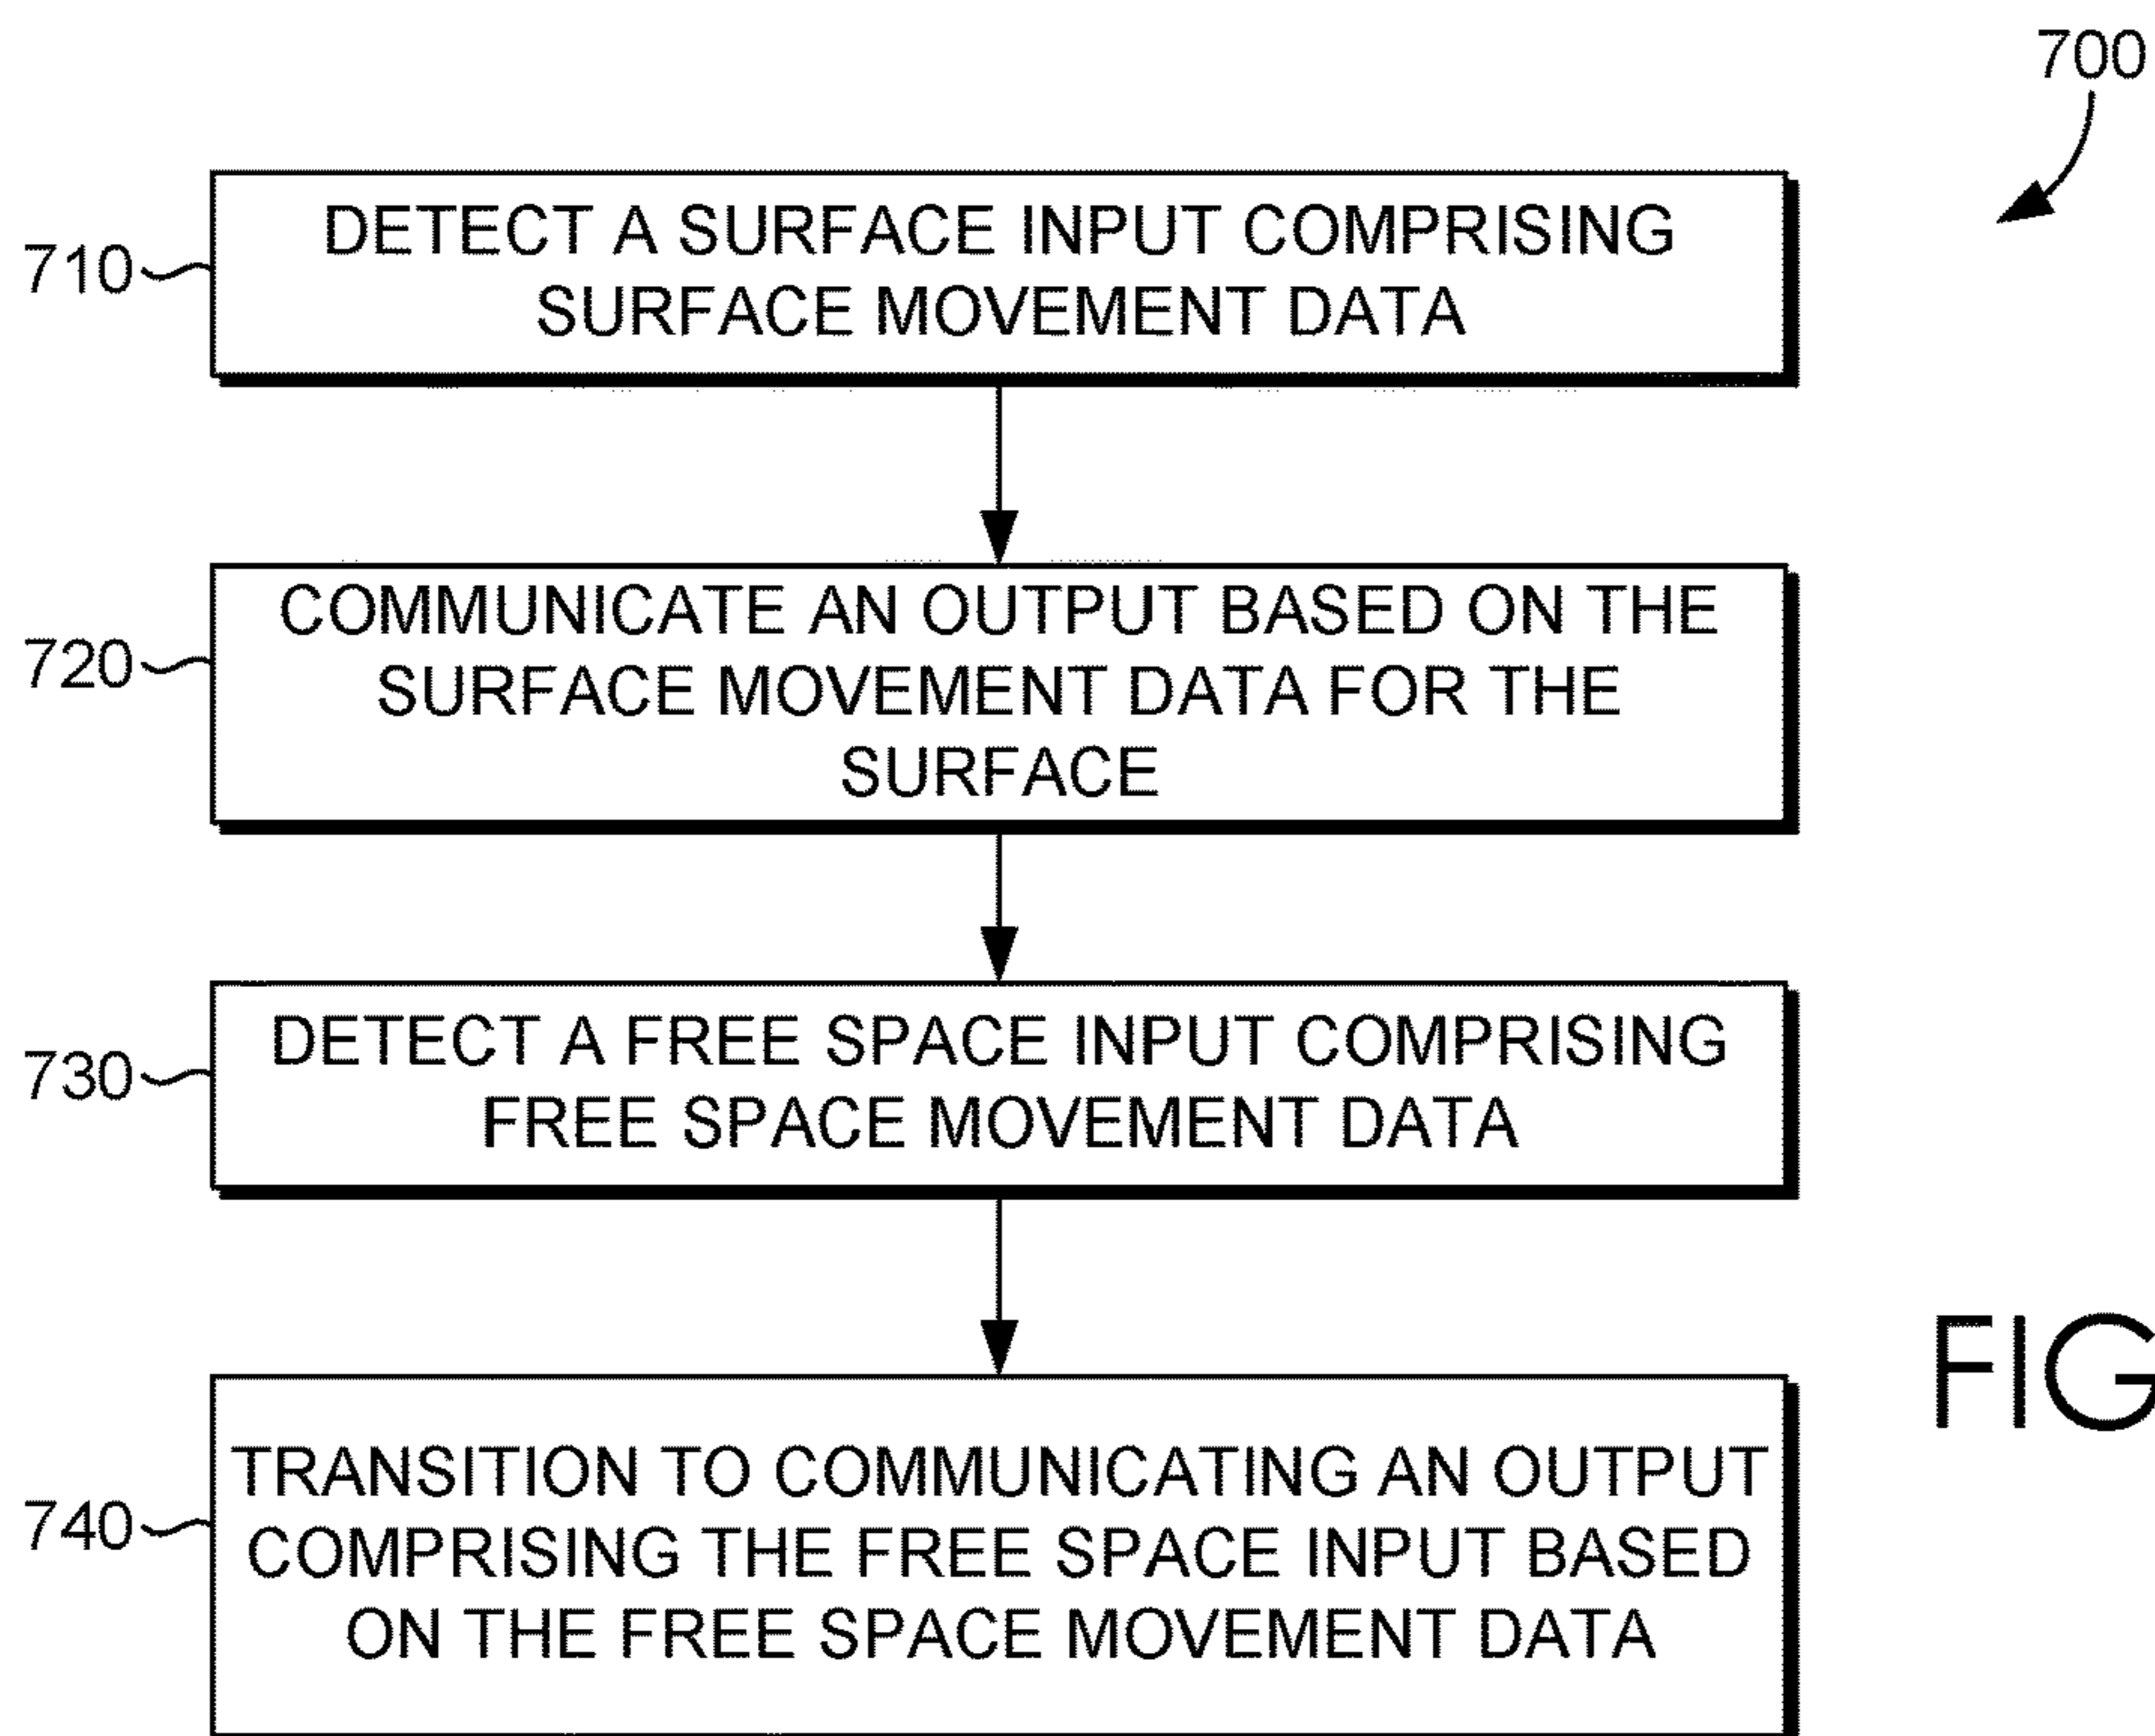 700
710
DETECT A SURFACE INPUT COMPRISING
SURFACE MOVEMENT DATA
720
COMMUNICATE AN OUTPUT BASED ON THE
SURFACE MOVEMENT DATA FOR THE
SURFACE
730
DETECT A FREE SPACE INPUT COMPRISING
FREE SPACE MOVEMENT DATA
FIG
740
TRANSITION TO COMMUNICATING AN OUTPUT
COMPRISING THE FREE SPACE INPUT BASED
ON THE FREE SPACE MOVEMENT DATA